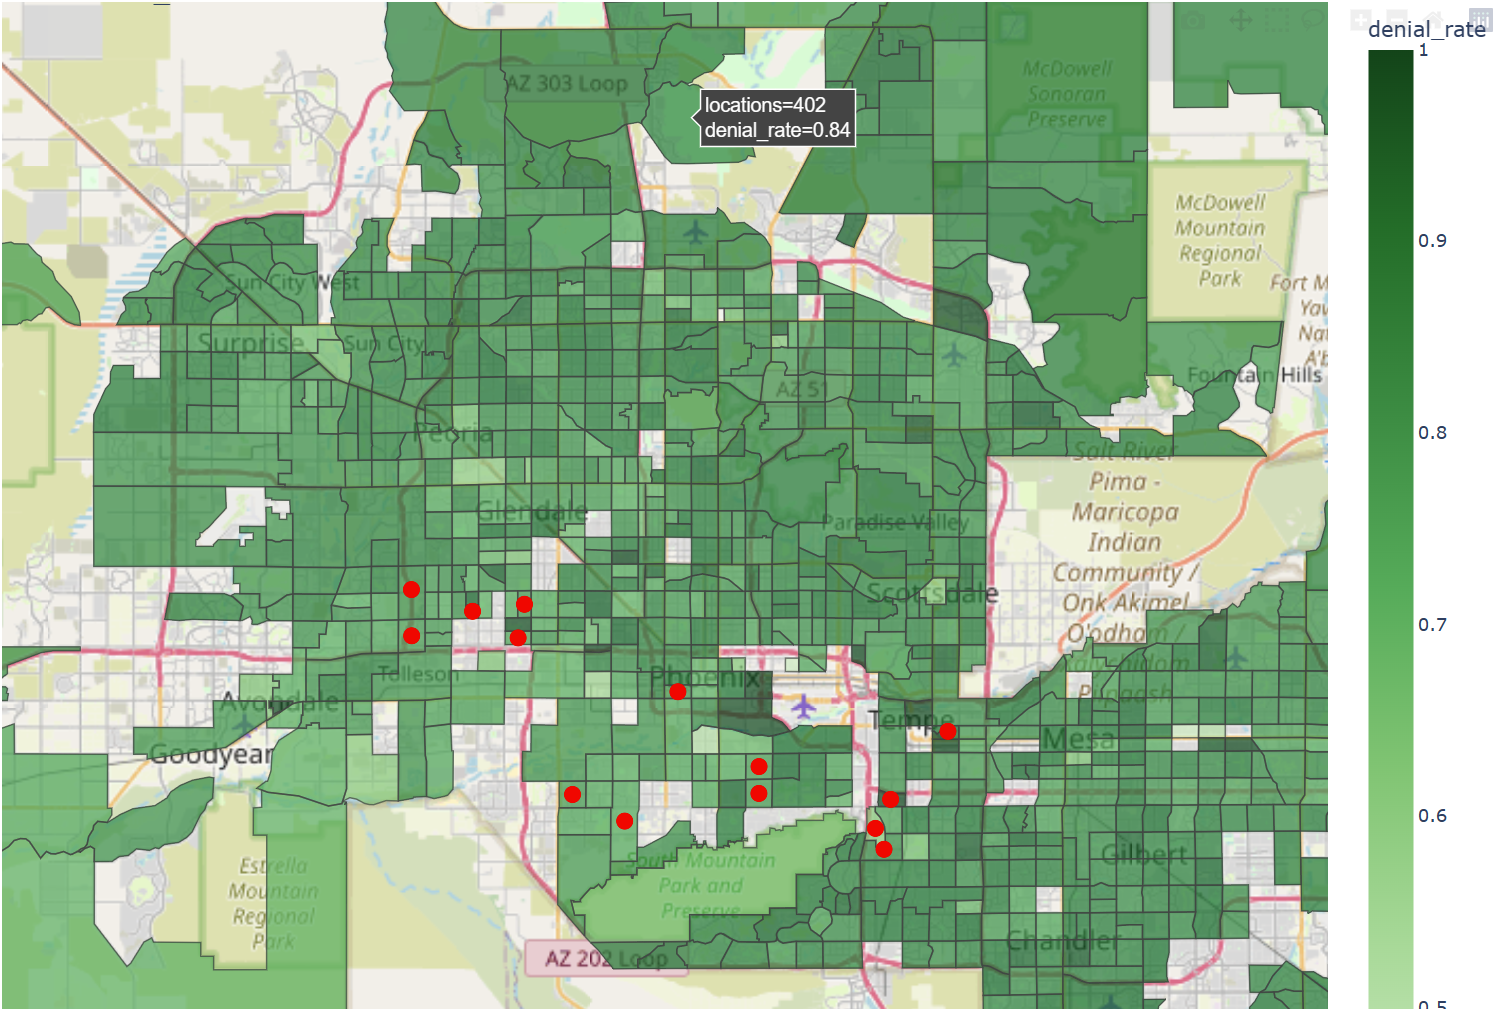 denial_rate
1
0.9
0.8
0.7
0.6
0.5
locations=402
denial_rate=0.84
AZ 303 Loop
McDowell
Sonoran
Preserve
McDowell
Mountain
Regional
Park
Fort M
Yav
Nat
A'b
Sun City West
Surprise
Sun City
AZ 51
Fountain Hills
Peoria
Salt River
Pima -
Maricopa
Indian
Community /
Onk Akimel
O'odham /
Glendale
Paradise Valley
Scottsdale
Tolleson
Phoenix
Avondale
Goodyear
Tempe
Mesa
Estrella
Mountain
Regional
Park
South Mountain
Park and
Preserve
Gilbert
Chandler
AZ 202 Loop